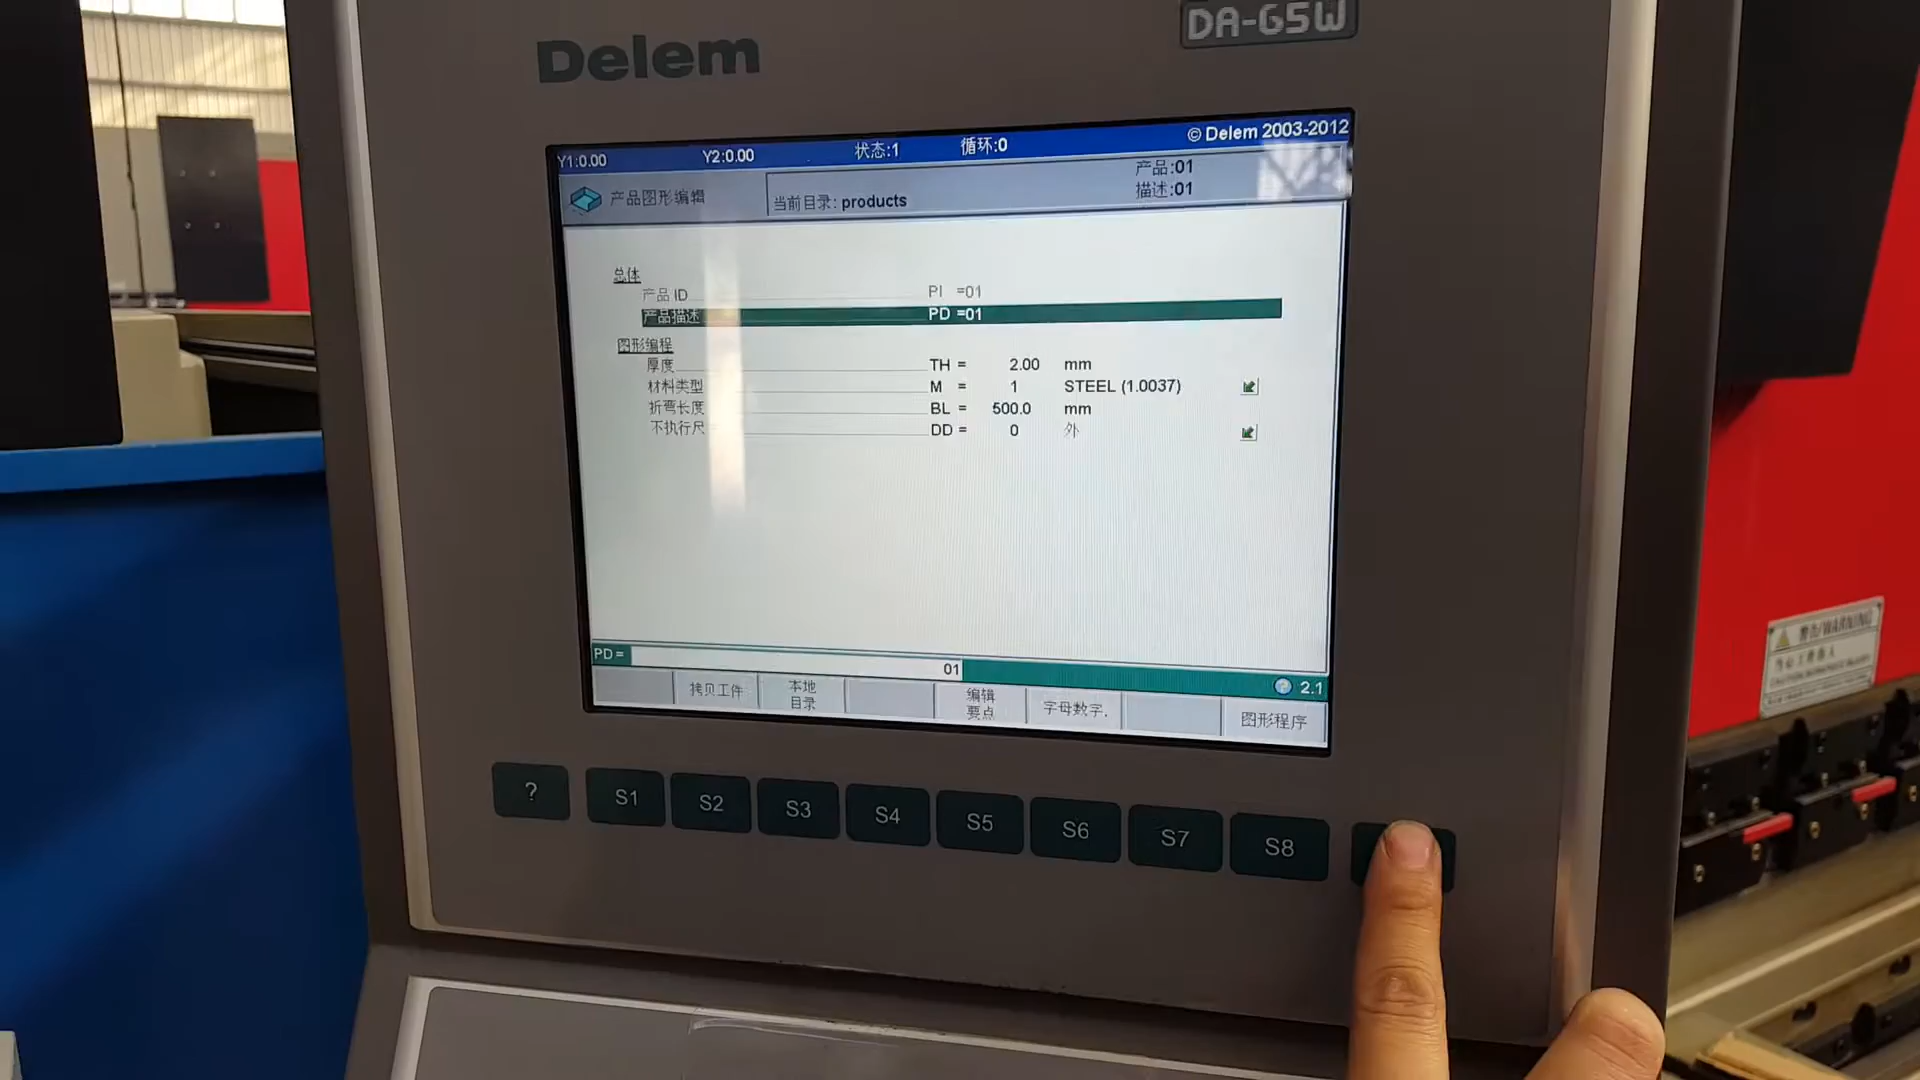 Delem
DA-65W
Y1:0.00 Y2:0.00 状态:1 循环:0 © Delem 2003-2012
产品图形编辑
当前目录: products
产品:01
描述:01
总体
产品 ID PI =01
产品描述 PD =01
图形编程
厚度 TH = 2.00 mm
材料类型 M = 1 STEEL (1.0037)
折弯长度 BL = 500.0 mm
不执行尺 DD = 0 外
PD = 01
2.1
拷贝工件
本地
目录
编辑
要点
字母数字.
图形程序
? S1 S2 S3 S4 S5 S6 S7 S8
警告/WARNING